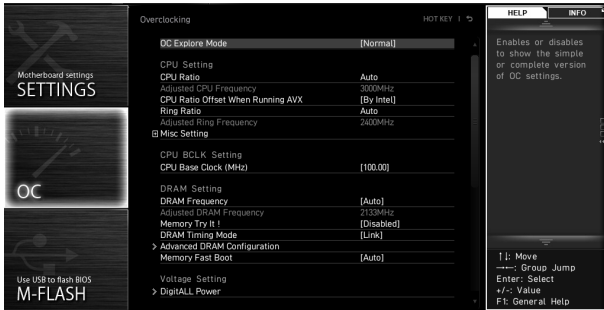 Motherboard settings
SETTINGS
OC
Use USB to flash BIOS
M-FLASH
Overclocking
HOT KEY
OC Explore Mode [Normal]
CPU Setting
CPU Ratio Auto
Adjusted CPU Frequency 3000MHz
CPU Ratio Offset When Running AVX [By Intel]
Ring Ratio Auto
Adjusted Ring Frequency 2400MHz
Misc Setting
CPU BCLK Setting
CPU Base Clock (MHz) [100.00]
DRAM Setting
DRAM Frequency [Auto]
Adjusted DRAM Frequency 2133MHz
Memory Try It ! [Disabled]
DRAM Timing Mode [Link]
> Advanced DRAM Configuration
Memory Fast Boot [Auto]
Voltage Setting
> DigitALL Power
HELP INFO
Enables or disables
to show the simple
or complete version
of OC settings.
↑↓: Move
→←: Group Jump
Enter: Select
+/-: Value
F1: General Help